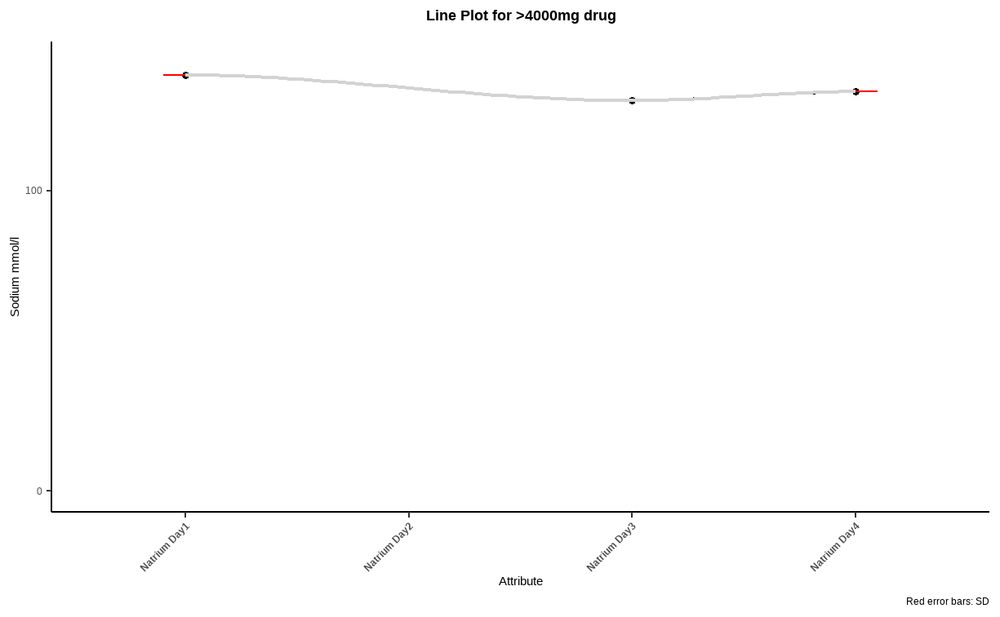 Line Plot for >4000mg drug
Sodium mmol/l
100
0
Natrium Day1
Natrium Day2
Natrium Day3
Natrium Day4
Attribute
Red error bars: SD